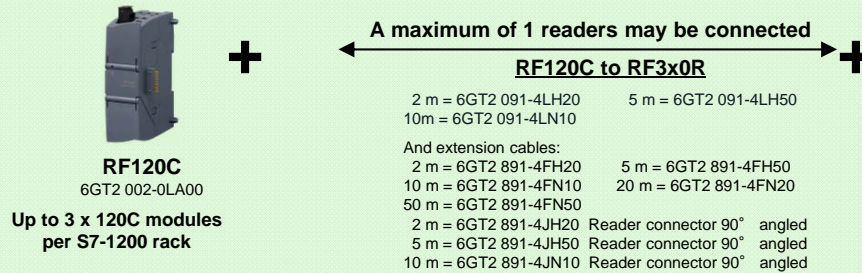 A maximum of 1 readers may be connected
RF120C to RF3x0R
2 m = 6GT2 091-4LH20 5 m = 6GT2 091-4LH50
10m = 6GT2 091-4LN10
And extension cables:
2 m = 6GT2 891-4FH20 5 m = 6GT2 891-4FH50
10 m = 6GT2 891-4FN10 20 m = 6GT2 891-4FN20
50 m = 6GT2 891-4FN50
2 m = 6GT2 891-4JH20 Reader connector 90° angled
5 m = 6GT2 891-4JH50 Reader connector 90° angled
10 m = 6GT2 891-4JN10 Reader connector 90° angled
RF120C
6GT2 002-0LA00
Up to 3 x 120C modules
per S7-1200 rack